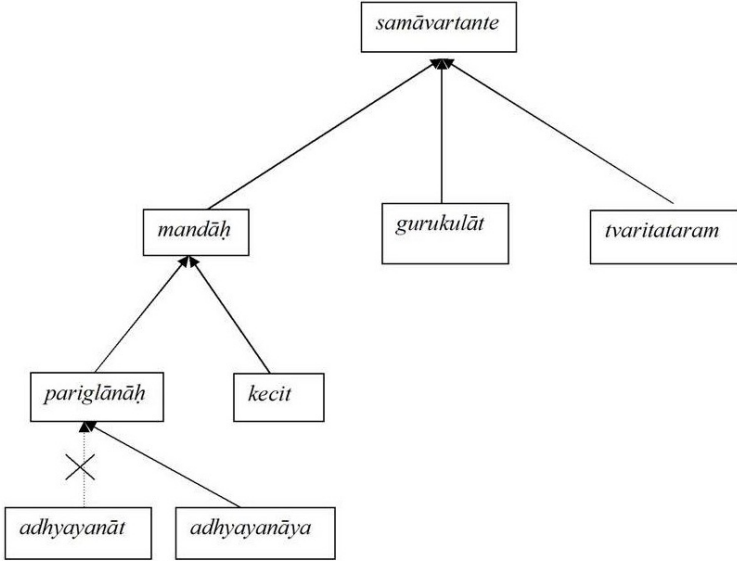 samāvartante
mandāḥ
gurukulāt
tvaritataram
pariglānāḥ
kecit
adhyayanāt
adhyayanāya